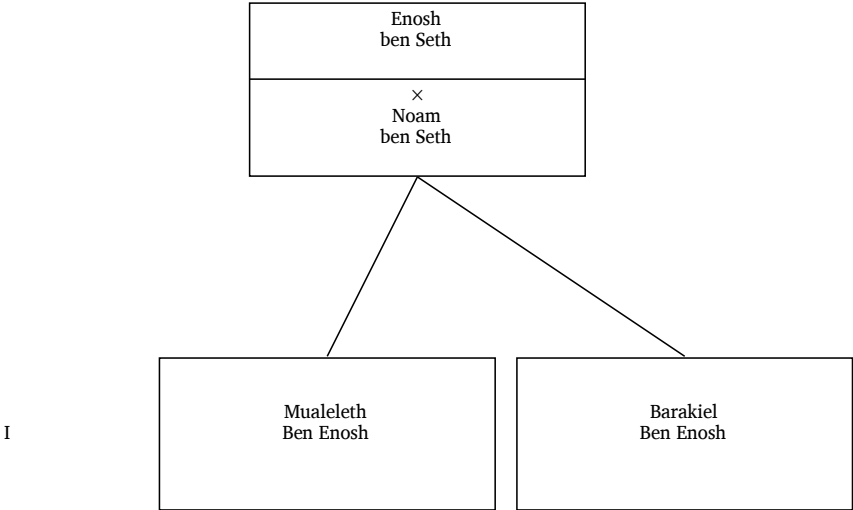 Enosh
ben Seth
×
Noam
ben Seth
Mualeleth
Ben Enosh
Barakiel
Ben Enosh
I